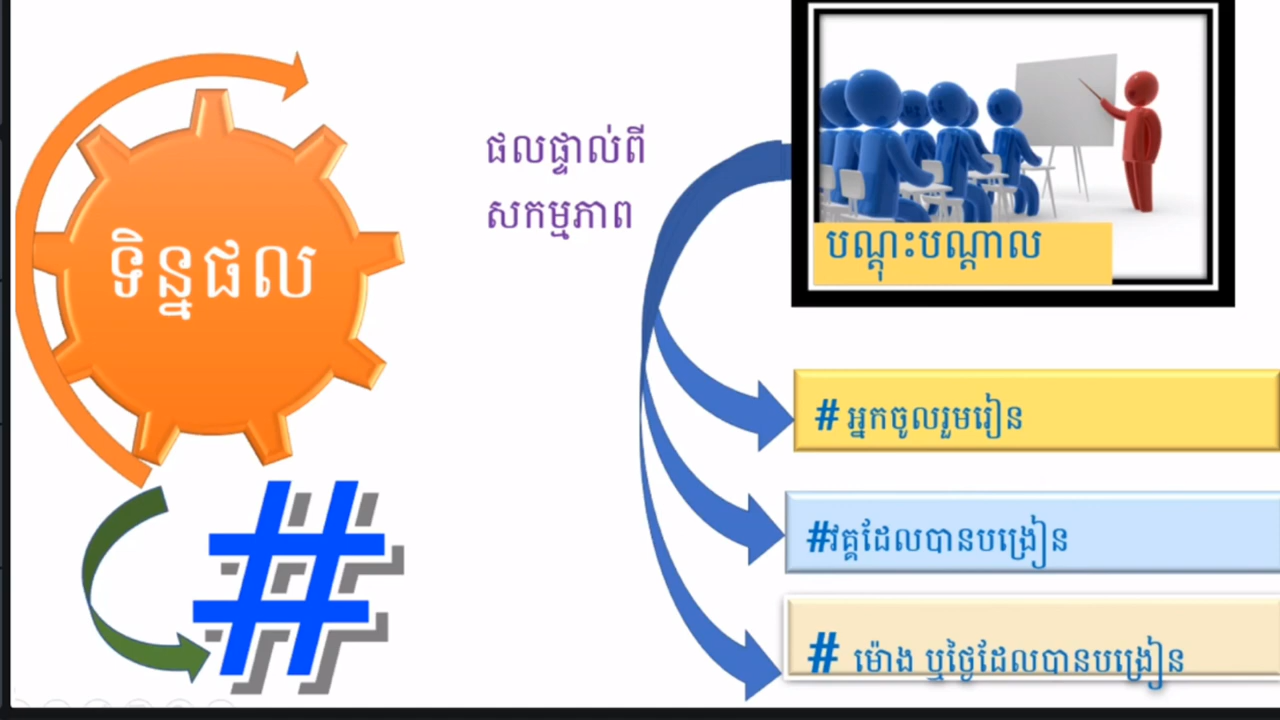 ទិន្នផល
#
ផលផ្ទាល់ពី
សកម្មភាព
បណ្តុះបណ្តាល
# អ្នកចូលរួមរៀន
#វគ្គដែលបានបង្រៀន
# ម៉ោង ឬថ្ងៃដែលបានបង្រៀន